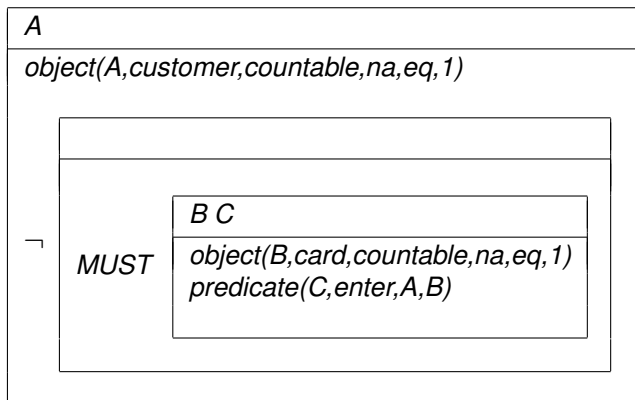 A
object(A,customer,countable,na,eq,1)
B C
¬
MUST
object(B,card,countable,na,eq,1)
predicate(C,enter,A,B)